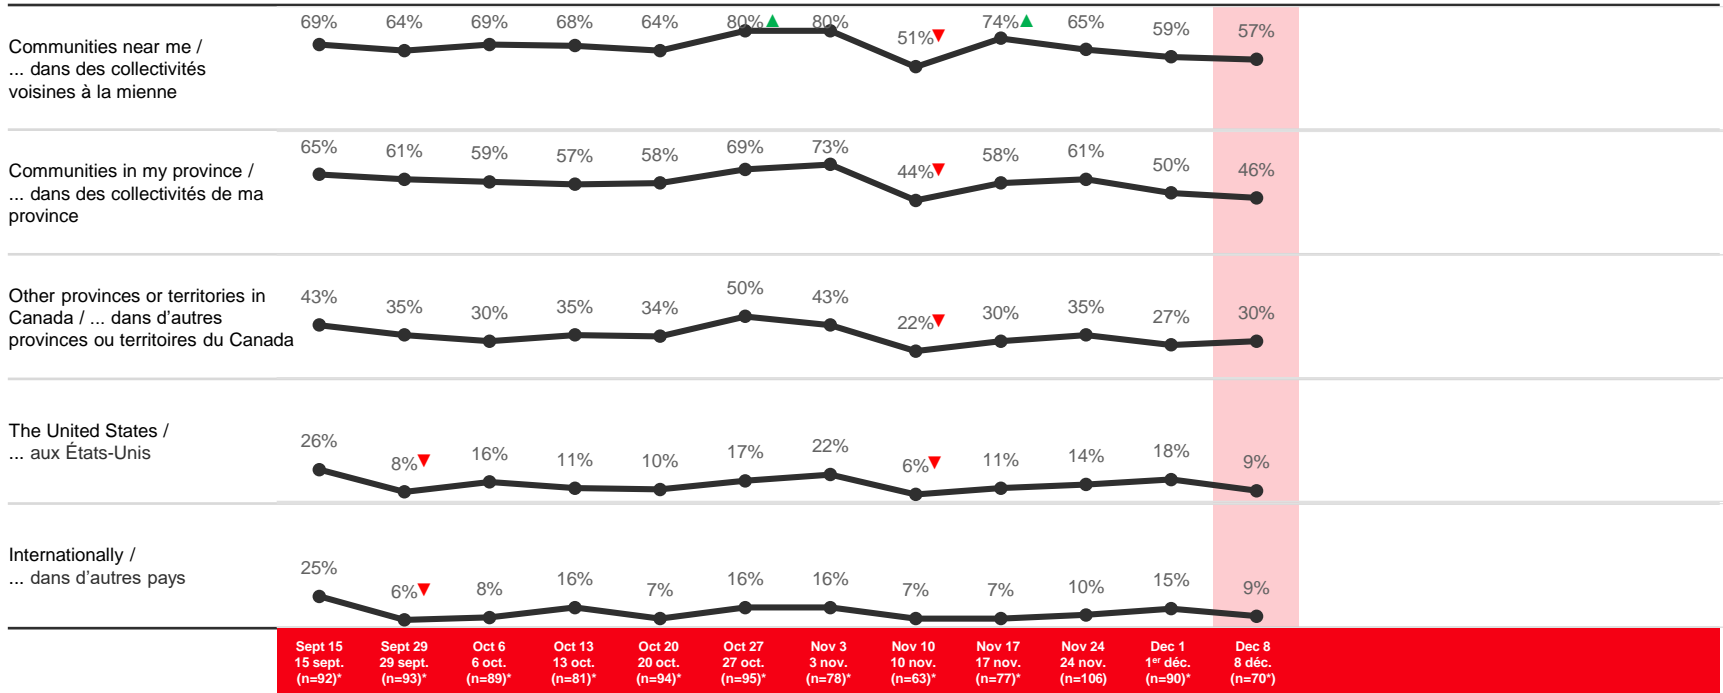 69% 64% 69% 68% 64% 80%▲ 80% 51%▼ 74%▲ 65% 59% 57%
Communities near me /
... dans des collectivités
voisines à la mienne
65% 61% 59% 57% 58% 69% 73% 44%▼ 58% 61% 50% 46%
Communities in my province /
... dans des collectivités de ma
province
43% 35% 30% 35% 34% 50% 43% 22%▼ 30% 35% 27% 30%
Other provinces or territories in
Canada / ... dans d’autres
provinces ou territoires du Canada
26% 8%▼ 16% 11% 10% 17% 22% 6%▼ 11% 14% 18% 9%
The United States /
... aux États-Unis
25% 6%▼ 8% 16% 7% 16% 16% 7% 7% 10% 15% 9%
Internationally /
... dans d'autres pays
Sept 15 Sept 29 Oct 6 Oct 13 Oct 20 Oct 27 Nov 3 Nov 10 Nov 17 Nov 24 Dec 1 Dec 8
15 sept. 29 sept. 6 oct. 13 oct. 20 oct. 27 oct. 3 nov. 10 nov. 17 nov. 24 nov. 1er déc. 8 déc.
(n=92)* (n=93)* (n=89)* (n=81)* (n=94)* (n=95)* (n=78)* (n=63)* (n=77)* (n=106) (n=90)* (n=70*)